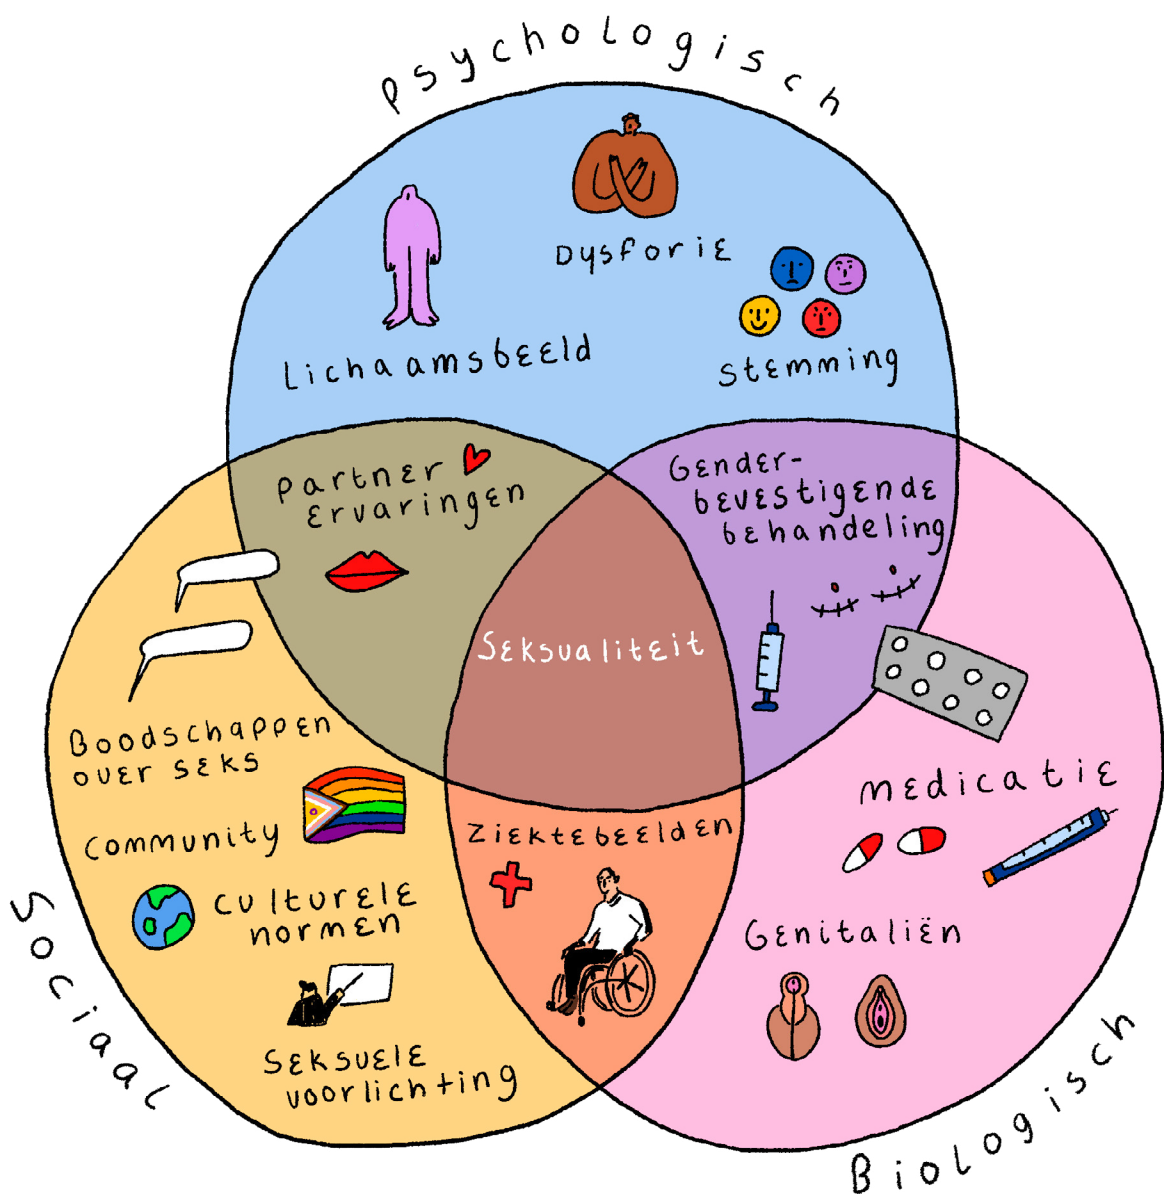 Psychologisch
Dysforie
Lichaamsbeeld
Stemming
Partner
ervaringen
Gender-
bevestigende
behandeling
Seksualiteit
Boodschappen
over seks
Community
Culturele
normen
Seksuele
voorlichting
Ziektebeelden
Medicatie
Genitaliën
Sociaal
Biologisch